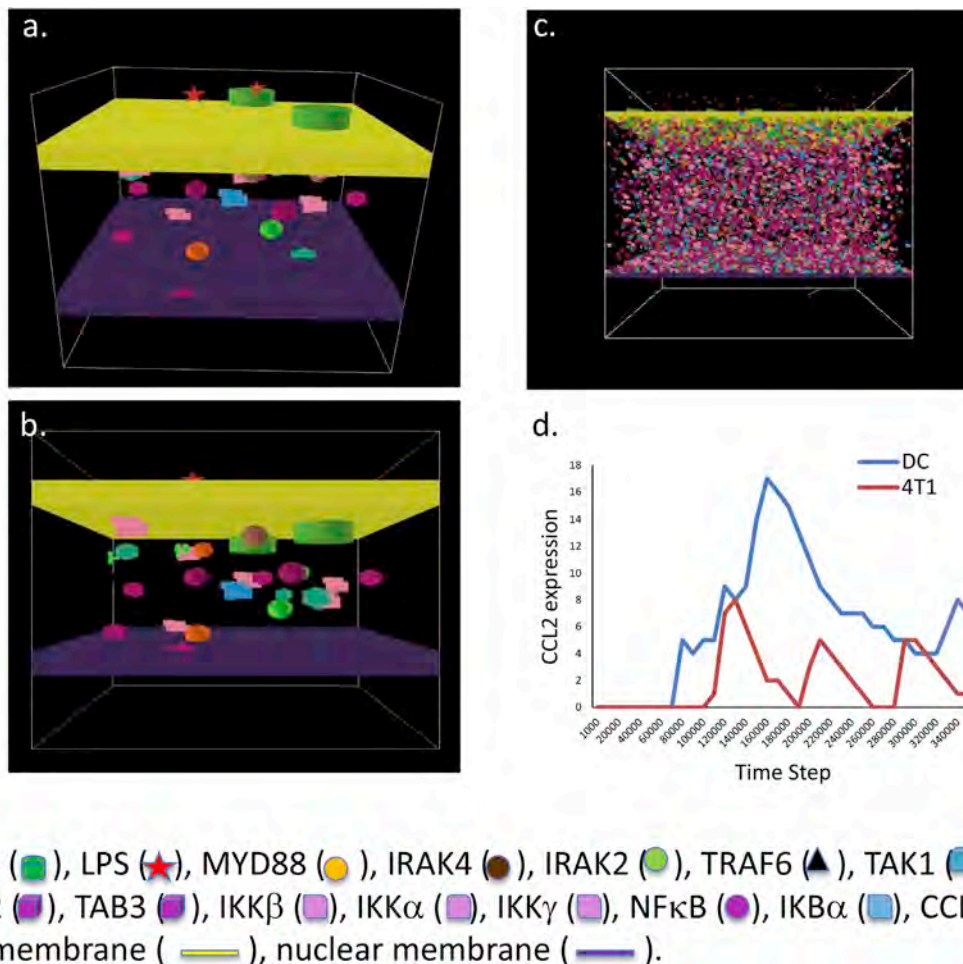 a.
c.
b.
d.
18
16
14
12
10
8
6
4
2
0
CCL2 expression
DC
4T1
1000
20000
40000
60000
80000
100000
120000
140000
160000
180000
200000
220000
240000
260000
280000
300000
320000
340000
Time Step
( ), LPS ( ), MYD88 ( ), IRAK4 ( ), IRAK2 ( ), TRAF6 ( ), TAK1 (
( ), TAB3 ( ), IKKβ ( ), IKKα ( ), IKKγ ( ), NFκB ( ), IKBα ( ), CCL
membrane ( ), nuclear membrane ( ).